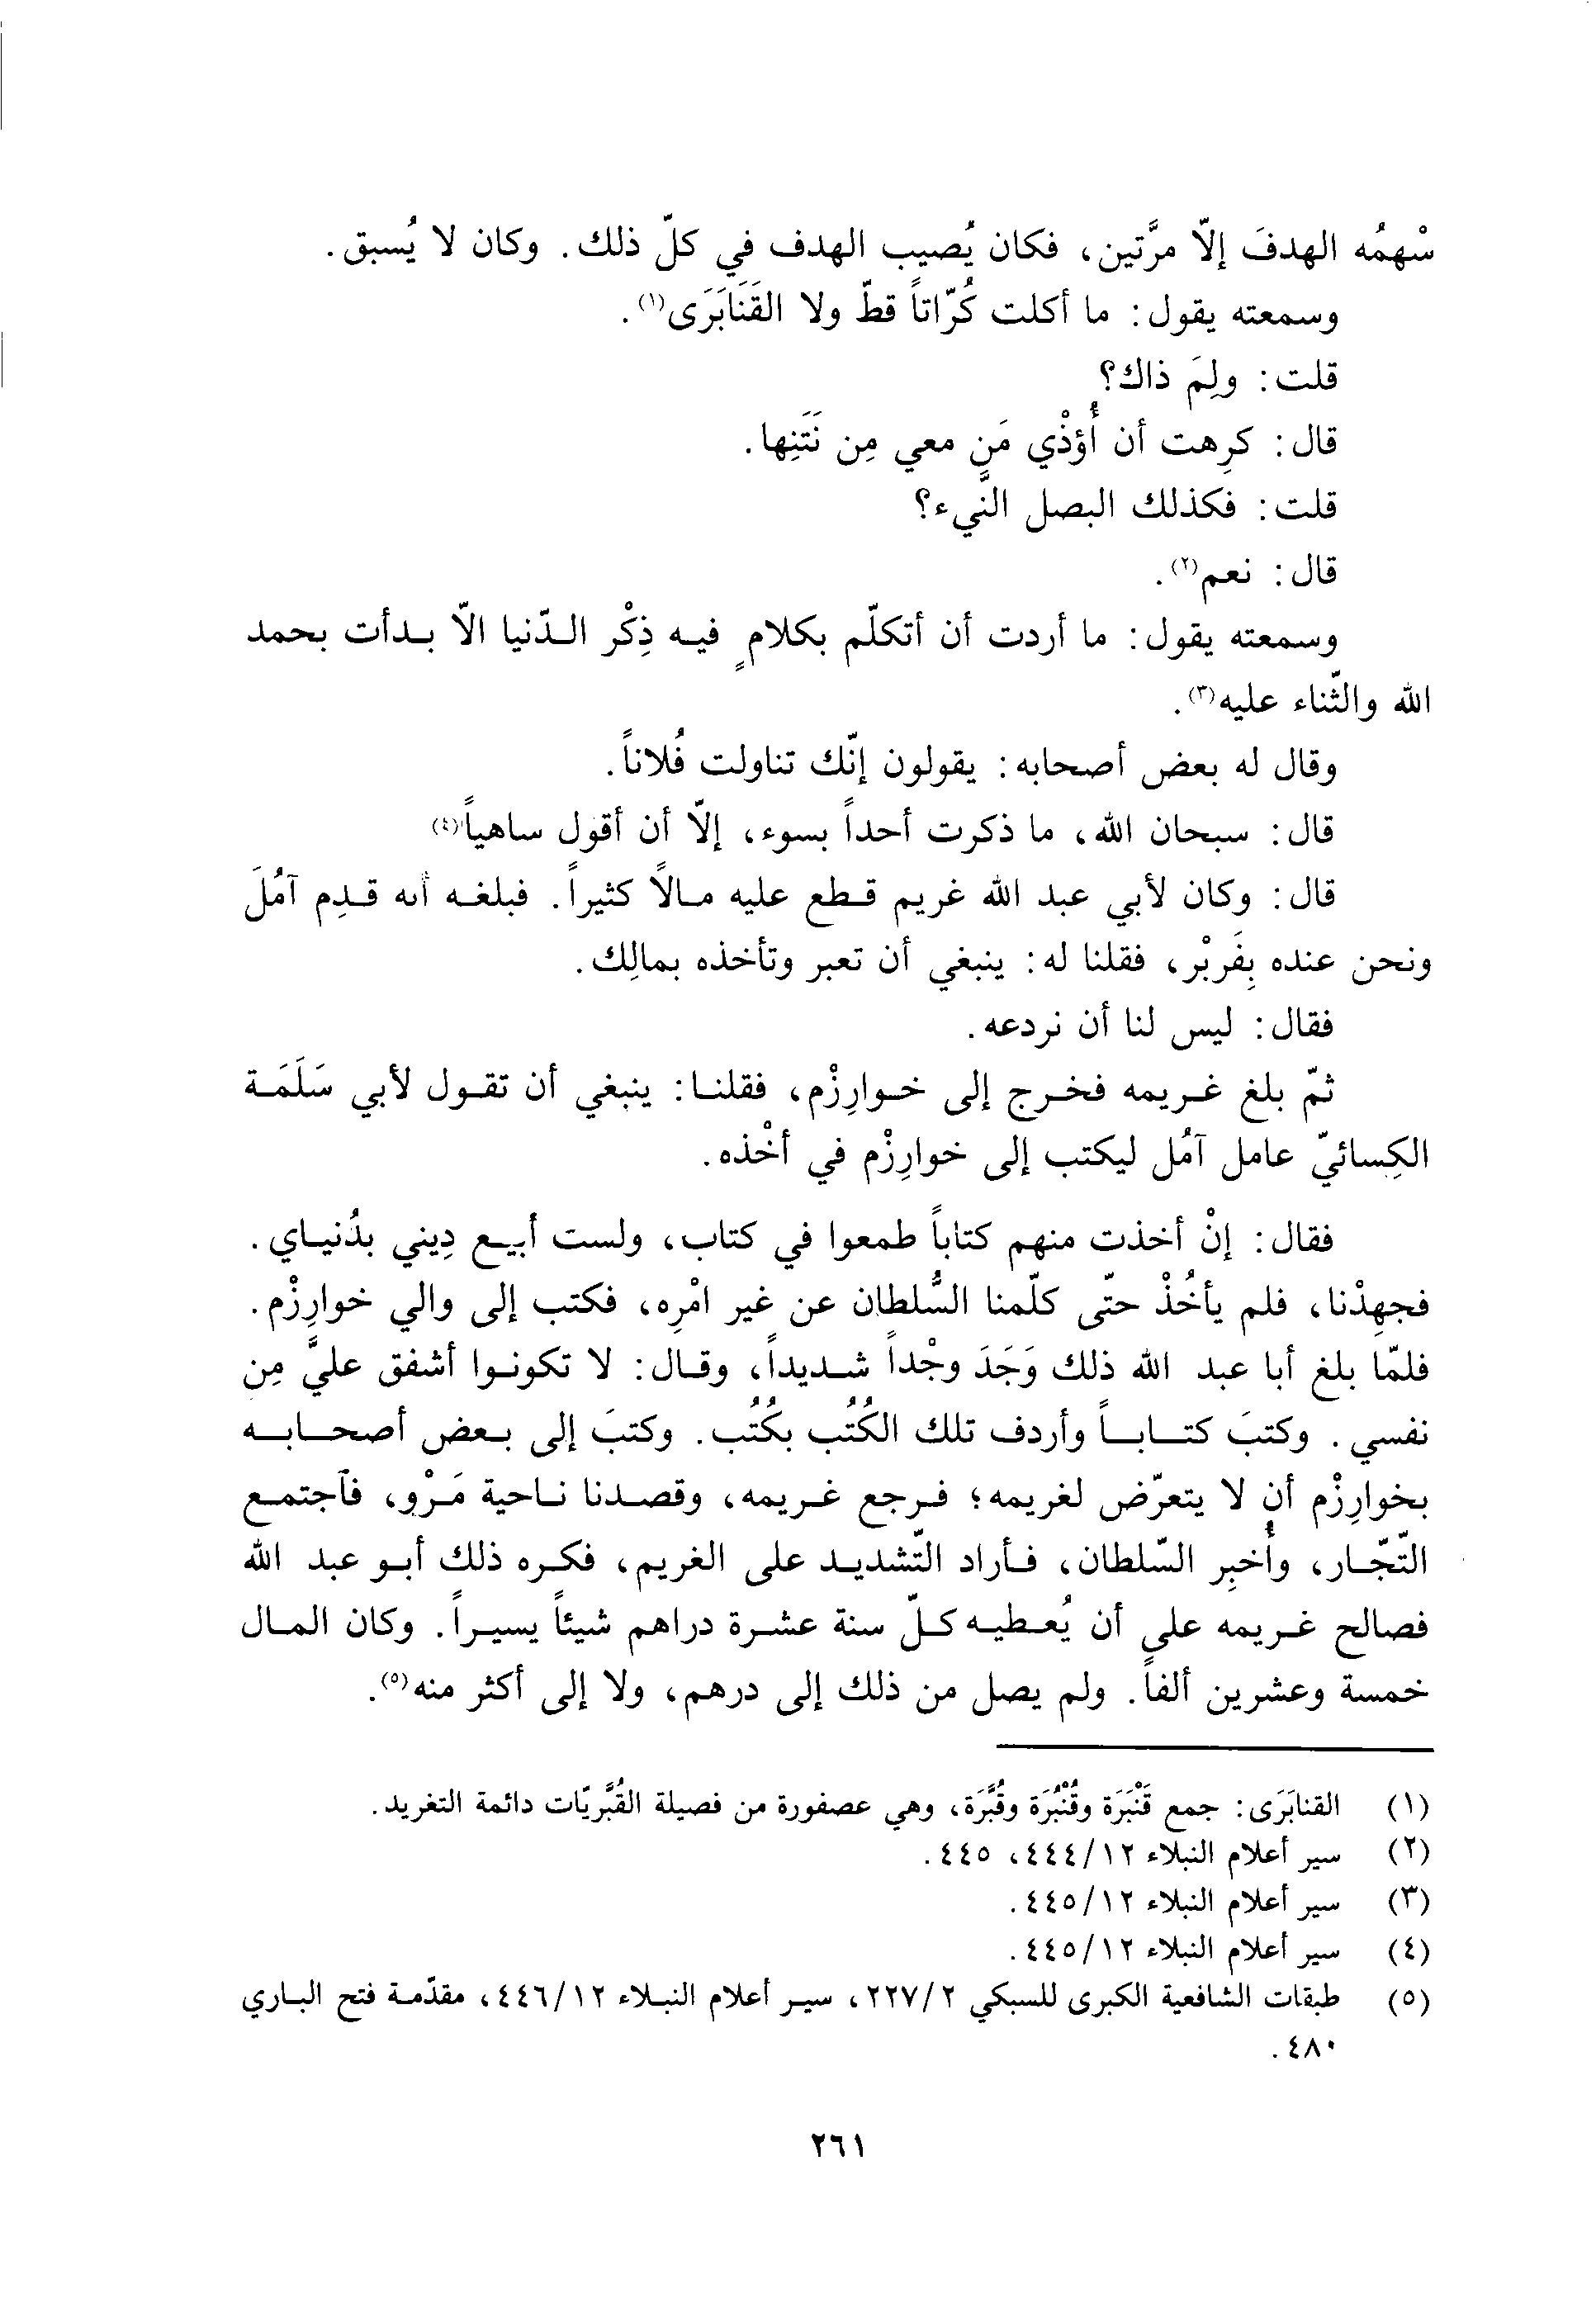 سْهمُه الهدفَ إلّا مرَّتين، فكان يُصيب الهدف في كلّ ذلك. وكان لا يُسبق.
وسمعته يقول: ما أكلت كُرّاتاً قطّ ولا القَنَابَرَى(١).
قلت: ولِمَ ذاك؟
قال: كرِهت أن أُؤذْي مَن معي مِن نَتَنِها.
قلت: فكذلك البصل النّيء؟
قال: نعم(٢).
وسمعته يقول: ما أردت أن أتكلّم بكلامٍ فيه ذِكْر الدّنيا الّا بدأت بحمد
الله والثّناء عليه(٣).
وقال له بعض أصحابه: يقولون إنّك تناولت فُلاناً.
قال: سبحان الله، ما ذكرت أحداً بسوء، إلّا أن أقول ساهياً(٤)
قال: وكان لأبي عبد الله غريم قطع عليه مالاً كثيراً. فبلغه أنه قدِم آمُلَ
ونحن عنده بِفَربْر، فقلنا له: ينبغي أن تعبر وتأخذه بمالِك.
فقال: ليس لنا أن نردعه.
ثمّ بلغ غريمه فخرج إلى خوارِزْم، فقلنا: ينبغي أن تقول لأبي سَلَمَة
الكِسائيّ عامل آمُل ليكتب إلى خوارِزْم في أخْذه.
فقال: إنْ أخذت منهم كتاباً طمعوا في كتاب، ولست أبيع دِيني بدُنياي.
فجهِدْنا، فلم يأخُذْ حتّى كلّمنا السُّلطان عن غير امْرِه، فكتب إلى والي خوارِزْم.
فلمّا بلغ أبا عبد الله ذلك وَجَدَ وجْداً شديداً، وقال: لا تكونوا أشفق عليَّ مِن
نفسي. وكتبَ كتاباً وأردف تلك الكُتُب بكُتُب. وكتبَ إلى بعض أصحابه
بخوارِزْم أن لا يتعرّض لغريمه؛ فرجع غريمه، وقصدنا ناحية مَرْو، فآجتمع
التّجّار، وأُخبِر السّلطان، فأراد التّشديد على الغريم، فكره ذلك أبو عبد الله
فصالح غريمه على أن يُعطيه كلّ سنة عشرة دراهم شيئاً يسيراً. وكان المال
خمسة وعشرين ألفاً. ولم يصل من ذلك إلى درهم، ولا إلى أكثر منه(٥).
(١) القنابَرَى: جمع قَنْبَرَة وقُنْبُرَة وقُبَّرَة، وهي عصفورة من فصيلة القُبَّريّات دائمة التغريد.
(٢) سير أعلام النبلاء ١٢/٤٤٤، ٤٤٥.
(٣) سير أعلام النبلاء ١٢/٤٤٥.
(٤) سير أعلام النبلاء ١٢/٤٤٥.
(٥) طبقات الشافعية الكبرى للسبكي ٢/٢٢٧، سير أعلام النبلاء ١٢/٤٤٦، مقدّمة فتح الباري
٤٨٠.
٢٦١